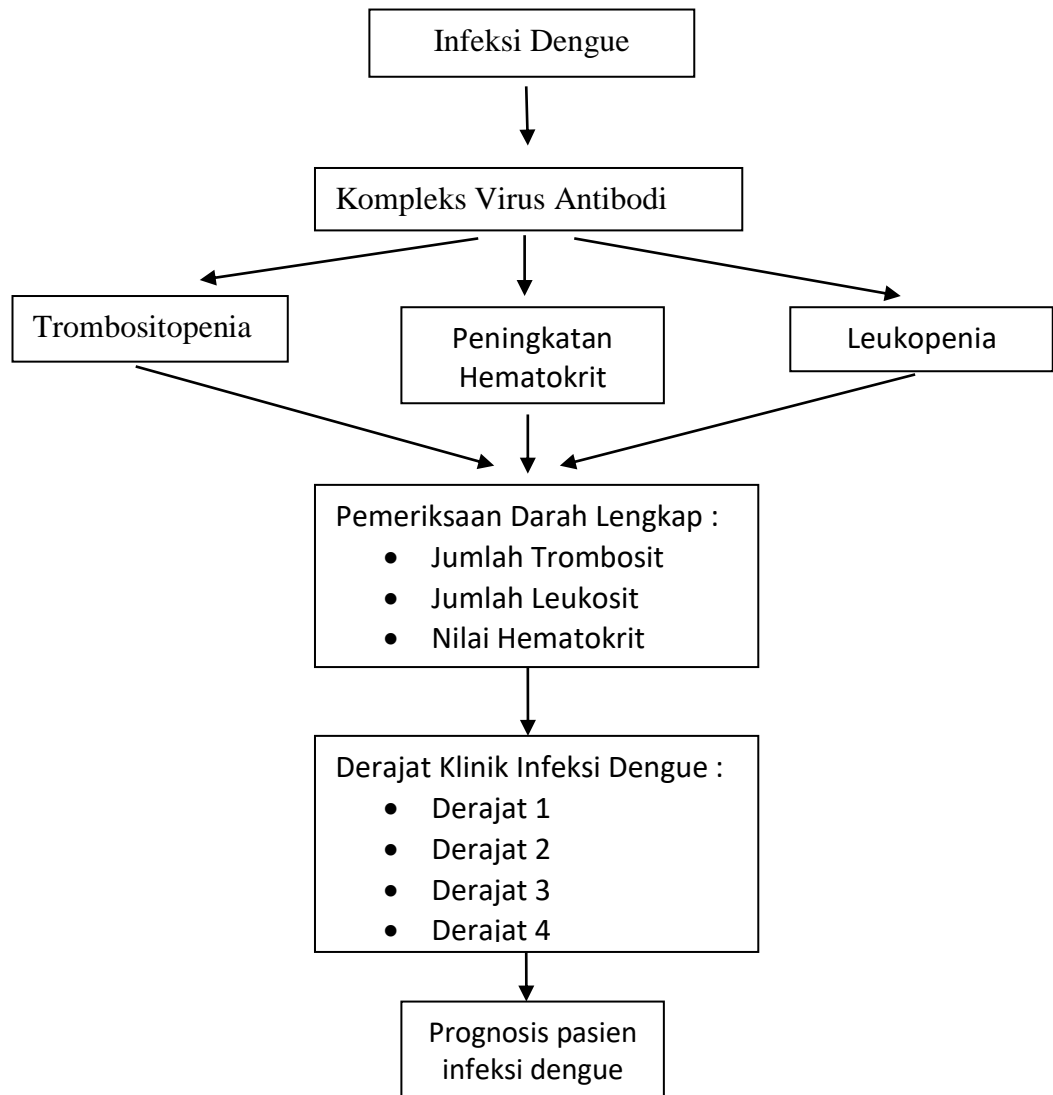 Infeksi Dengue
Kompleks Virus Antibodi
Trombositopenia
Peningkatan
Hematokrit
Leukopenia
Pemeriksaan Darah Lengkap :
• Jumlah Trombosit
• Jumlah Leukosit
• Nilai Hematokrit
Derajat Klinik Infeksi Dengue :
• Derajat 1
• Derajat 2
• Derajat 3
• Derajat 4
Prognosis pasien
infeksi dengue